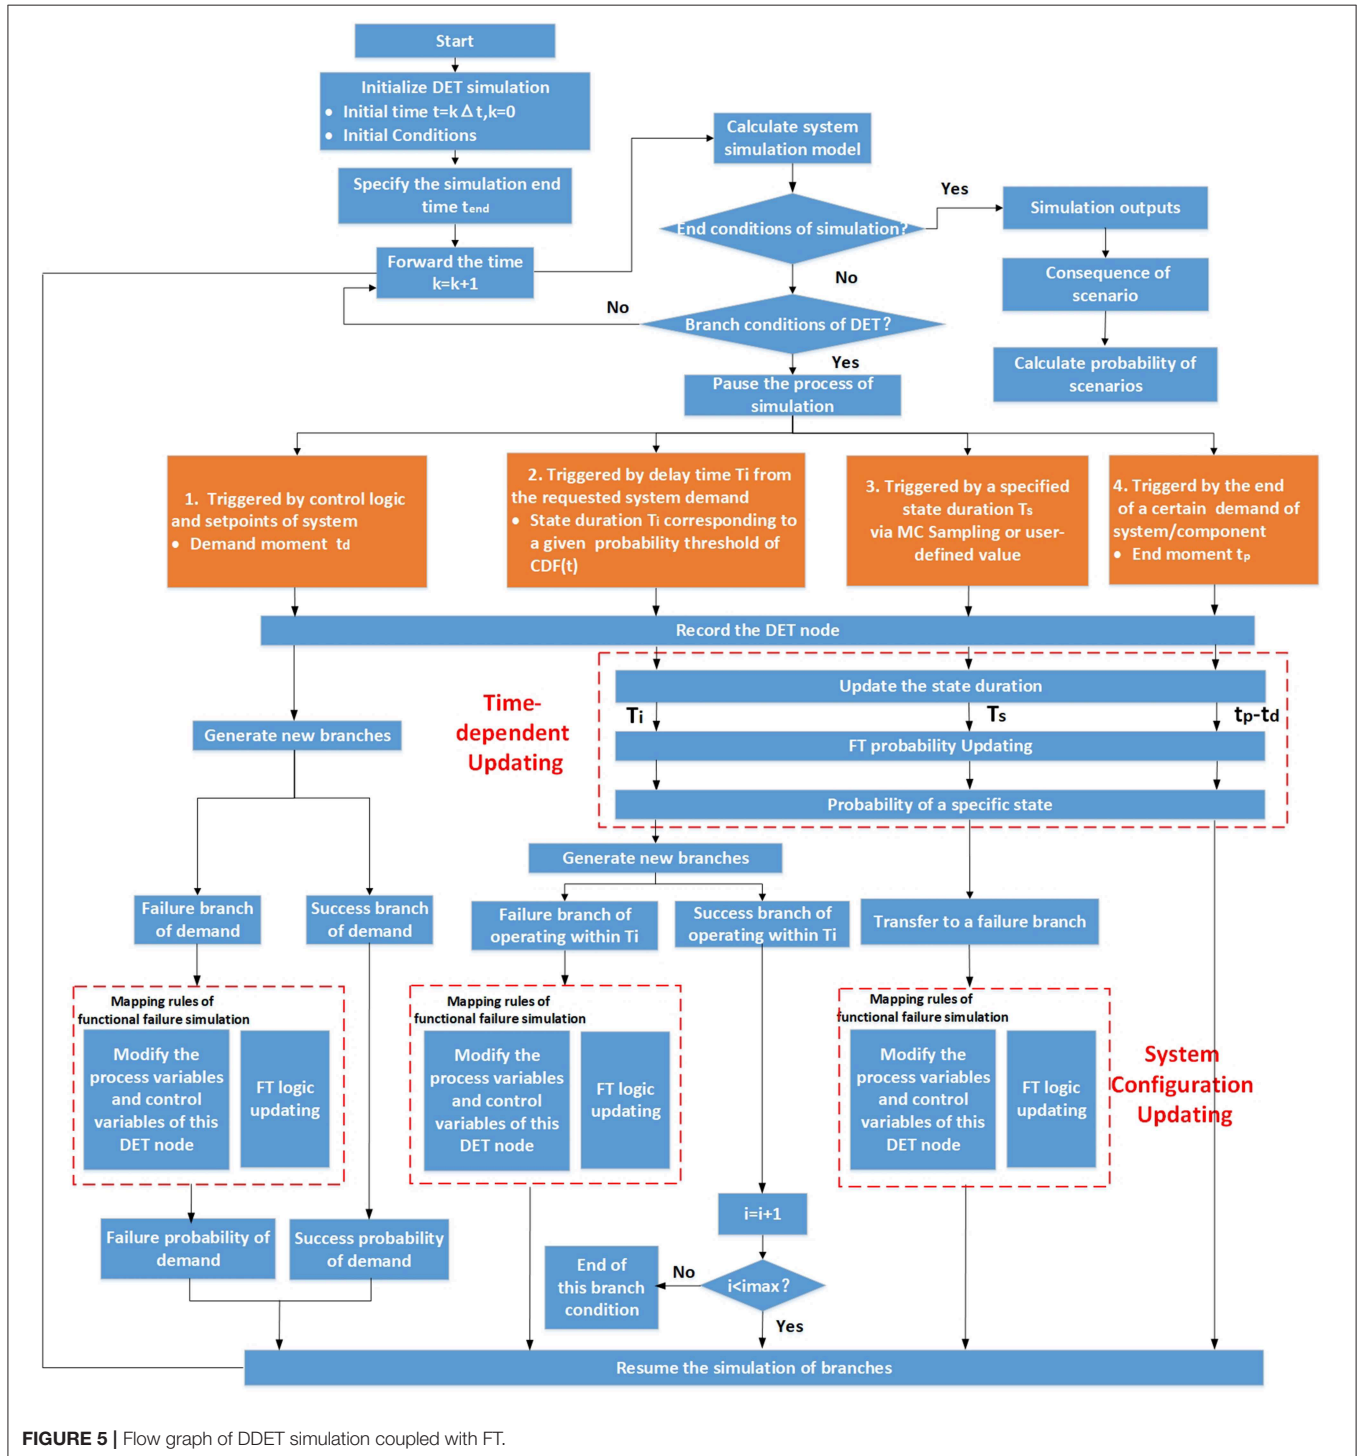 Start
Initialize DET simulation
• Initial time t=kΔt,k=0
• Initial Conditions
Specify the simulation end
time tend
Forward the time
k=k+1
Calculate system
simulation model
End conditions of simulation?
Yes
Simulation outputs
Consequence of
scenario
Calculate probability of
scenarios
No
Branch conditions of DET?
No
Yes
Pause the process of
simulation
1. Triggered by control logic
and setpoints of system
• Demand moment td
2. Triggered by delay time Ti from
the requested system demand
• State duration Ti corresponding to
a given probability threshold of
CDF(t)
3. Triggered by a specified
state duration Ts
via MC Sampling or user-
defined value
4. Triggerd by the end
of a certain demand of
system/component
• End moment tp
Record the DET node
Time-
dependent
Updating
Update the state duration
Ti
Ts
tp-td
FT probability Updating
Probability of a specific state
Generate new branches
Failure branch
of demand
Success branch
of demand
Mapping rules of
functional failure simulation
Modify the
process variables
and control
variables of this
DET node
FT logic
updating
Failure probability of
demand
Success probability
of demand
Generate new branches
Failure branch of
operating within Ti
Success branch of
operating within Ti
Mapping rules of
functional failure simulation
Modify the
process variables
and control
variables of this
DET node
FT logic
updating
i=i+1
i<imax?
No
End of
this branch
condition
Yes
Transfer to a failure branch
Mapping rules of
functional failure simulation
Modify the
process variables
and control
variables of this
DET node
FT logic
updating
System
Configuration
Updating
Resume the simulation of branches
FIGURE 5 | Flow graph of DDET simulation coupled with FT.